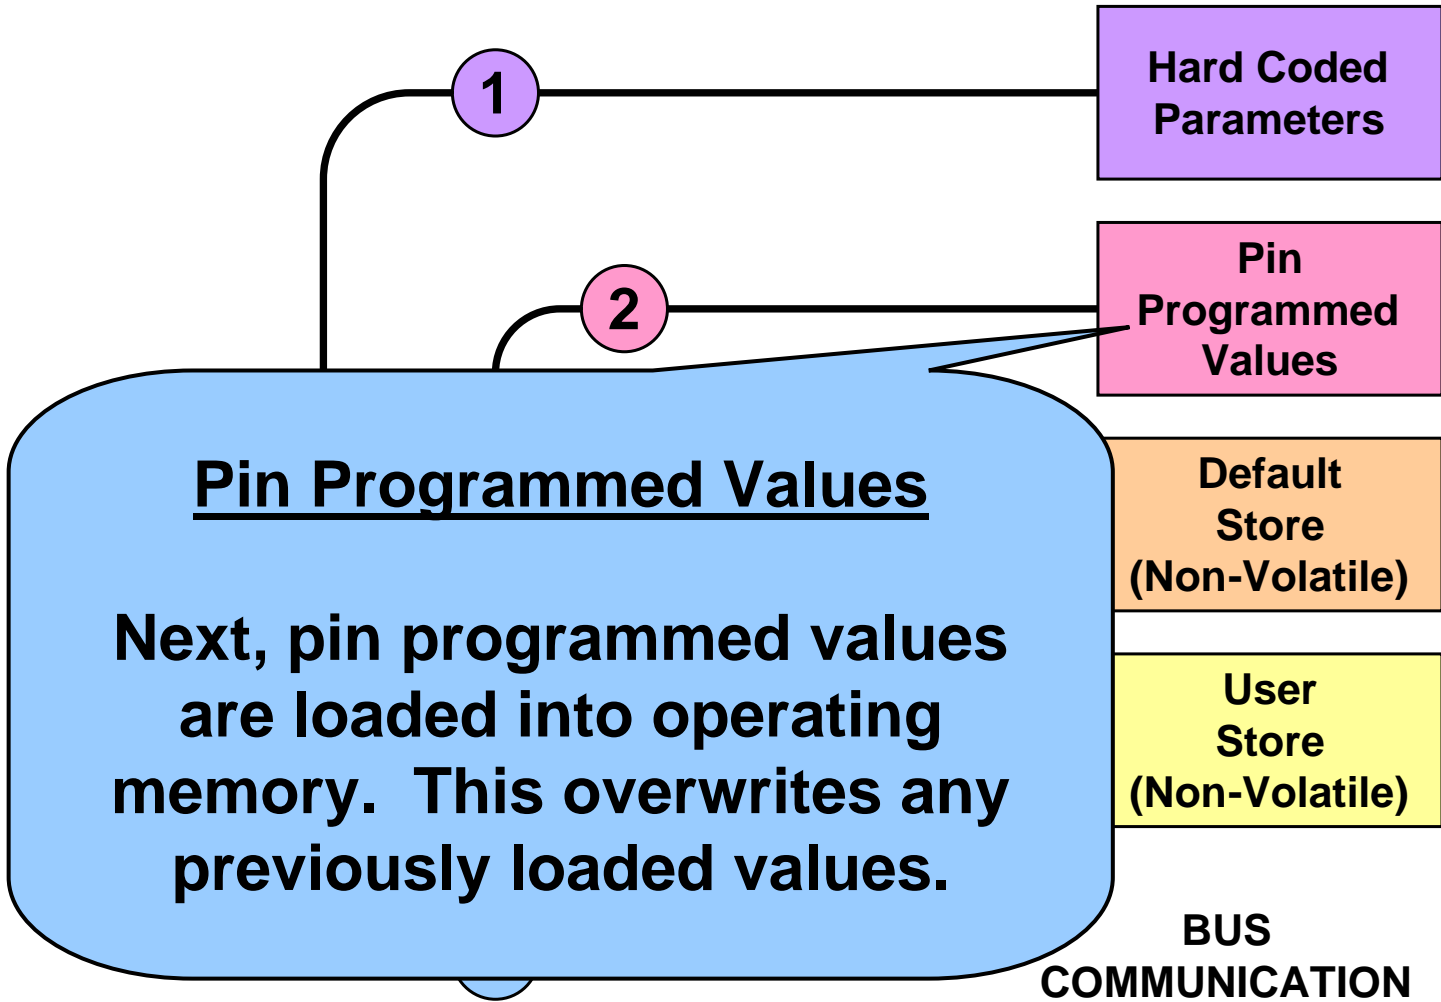 1
Hard Coded
Parameters
2
Pin
Programmed
Values
Pin Programmed Values
Next, pin programmed values
are loaded into operating
memory.  This overwrites any
previously loaded values.
Default
Store
(Non-Volatile)
User
Store
(Non-Volatile)
BUS
COMMUNICATION